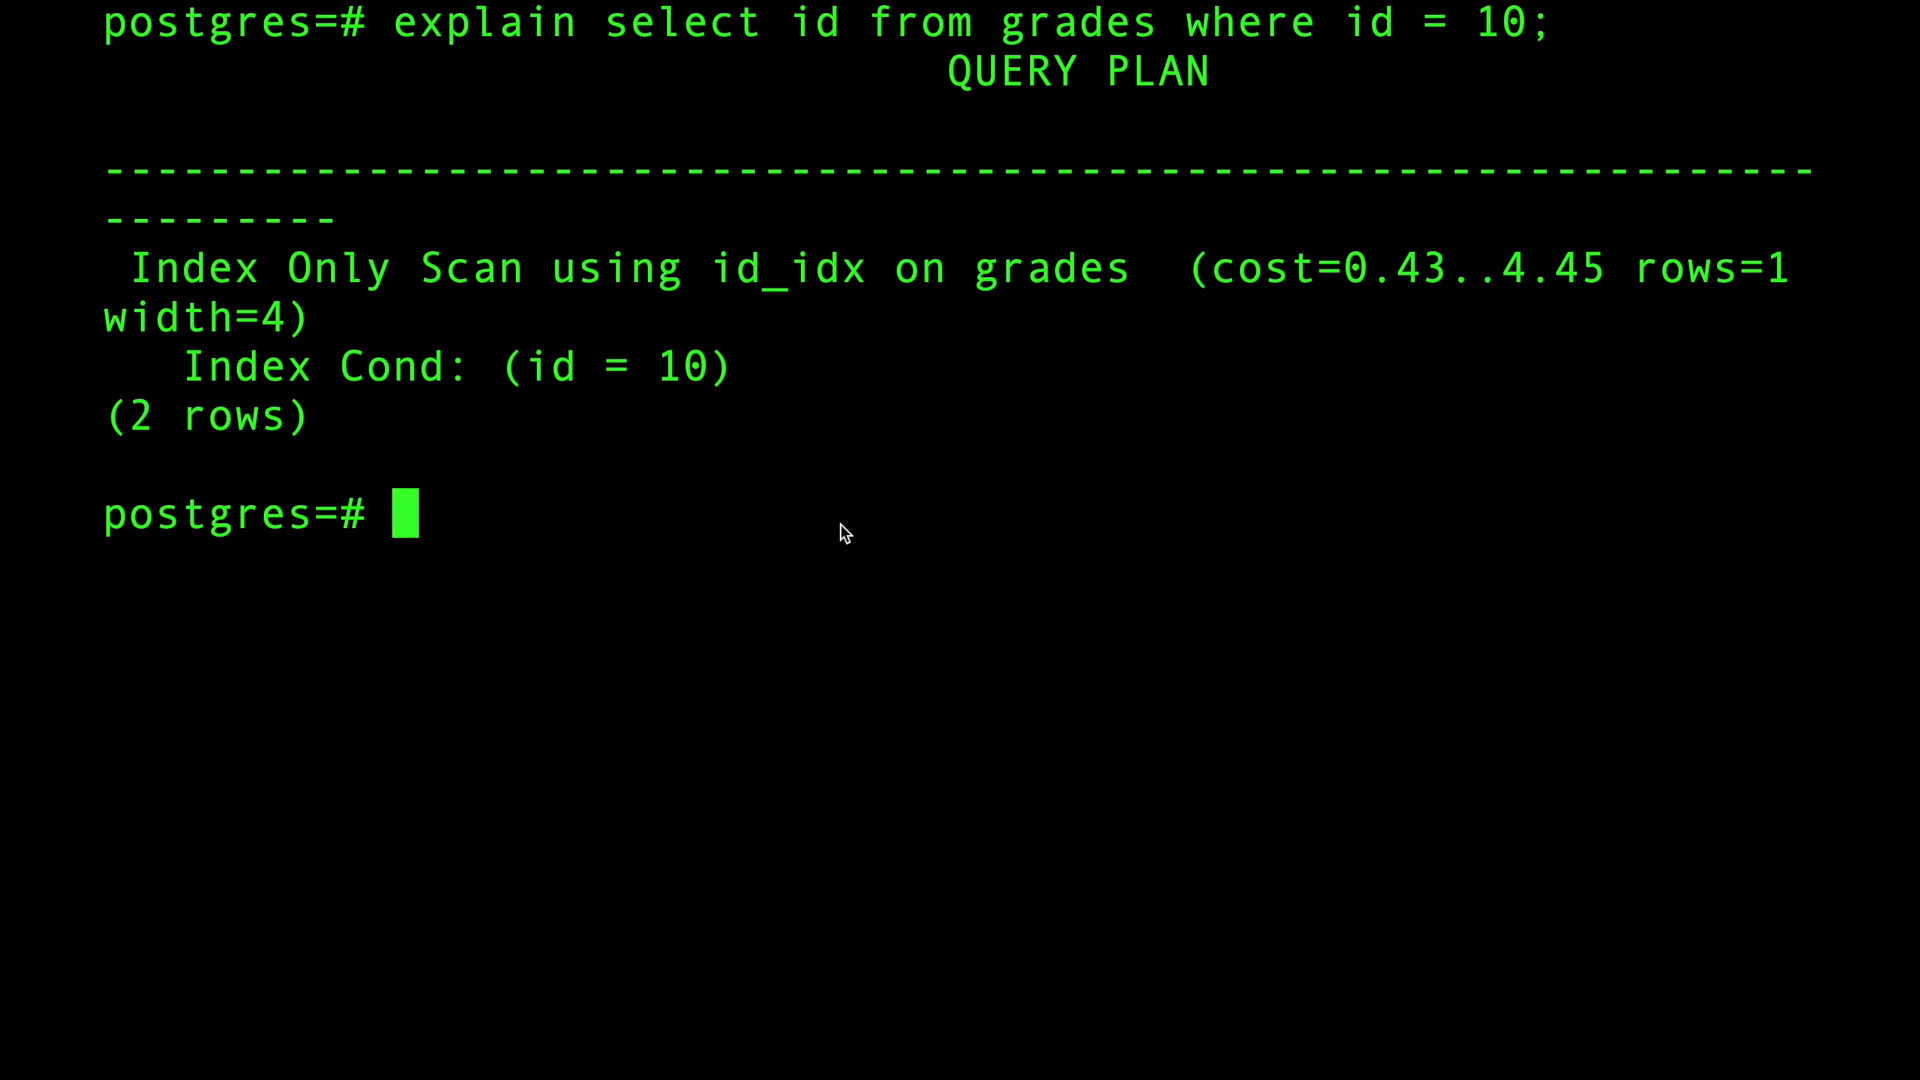 postgres=# explain select id from grades where id = 10;
QUERY PLAN
-----------------------------------------------------------------
---------
Index Only Scan using id_idx on grades  (cost=0.43..4.45 rows=1
width=4)
Index Cond: (id = 10)
(2 rows)
postgres=#